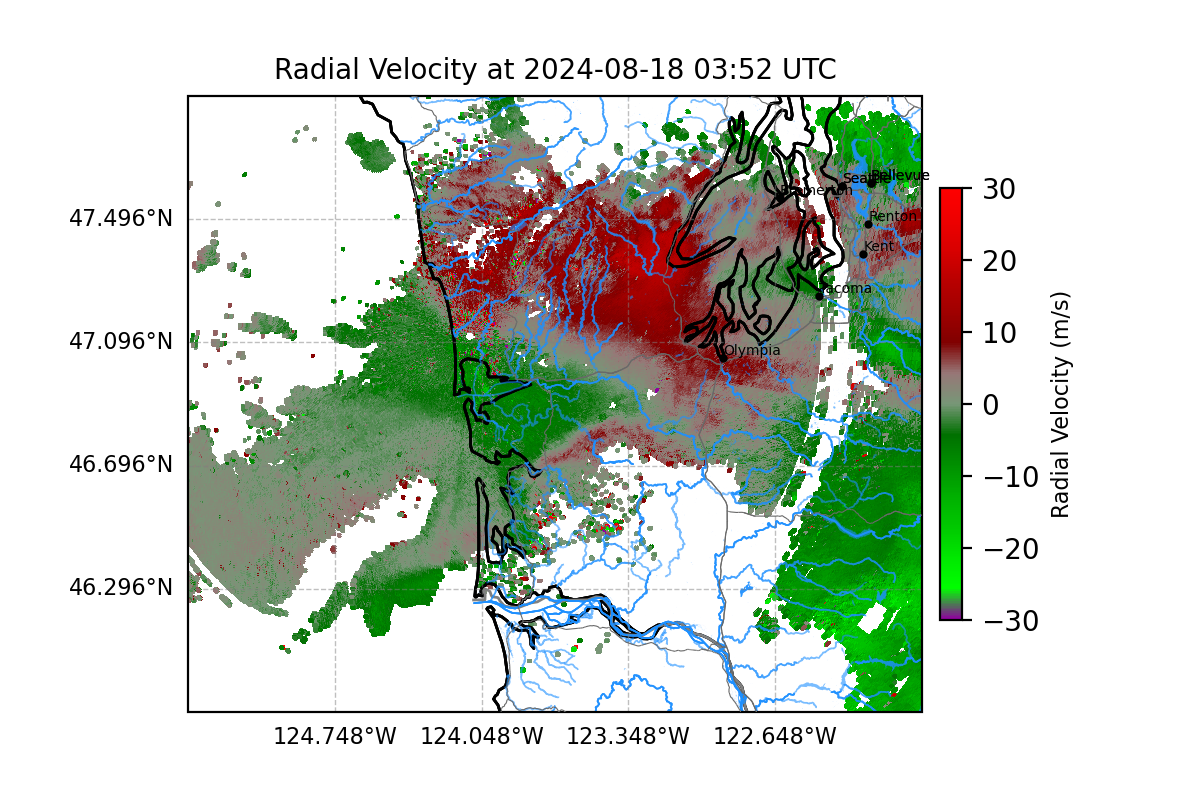 Radial Velocity at 2024-08-18 03:52 UTC
47.496°N
47.096°N
46.696°N
46.296°N
124.748°W
124.048°W
123.348°W
122.648°W
Seattle
Bellevue
Bremerton
Renton
Kent
Tacoma
Olympia
30
20
10
0
−10
−20
−30
Radial Velocity (m/s)